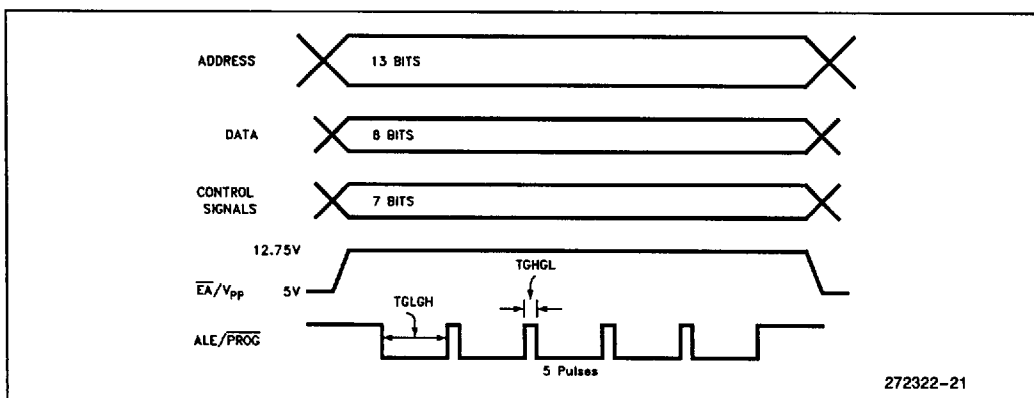 ADDRESS
13 BITS
DATA
8 BITS
CONTROL
SIGNALS
7 BITS
12.75V
TGHGL
EA/VPP
5V
TGLGH
ALE/PROG
5 Pulses
272322-21